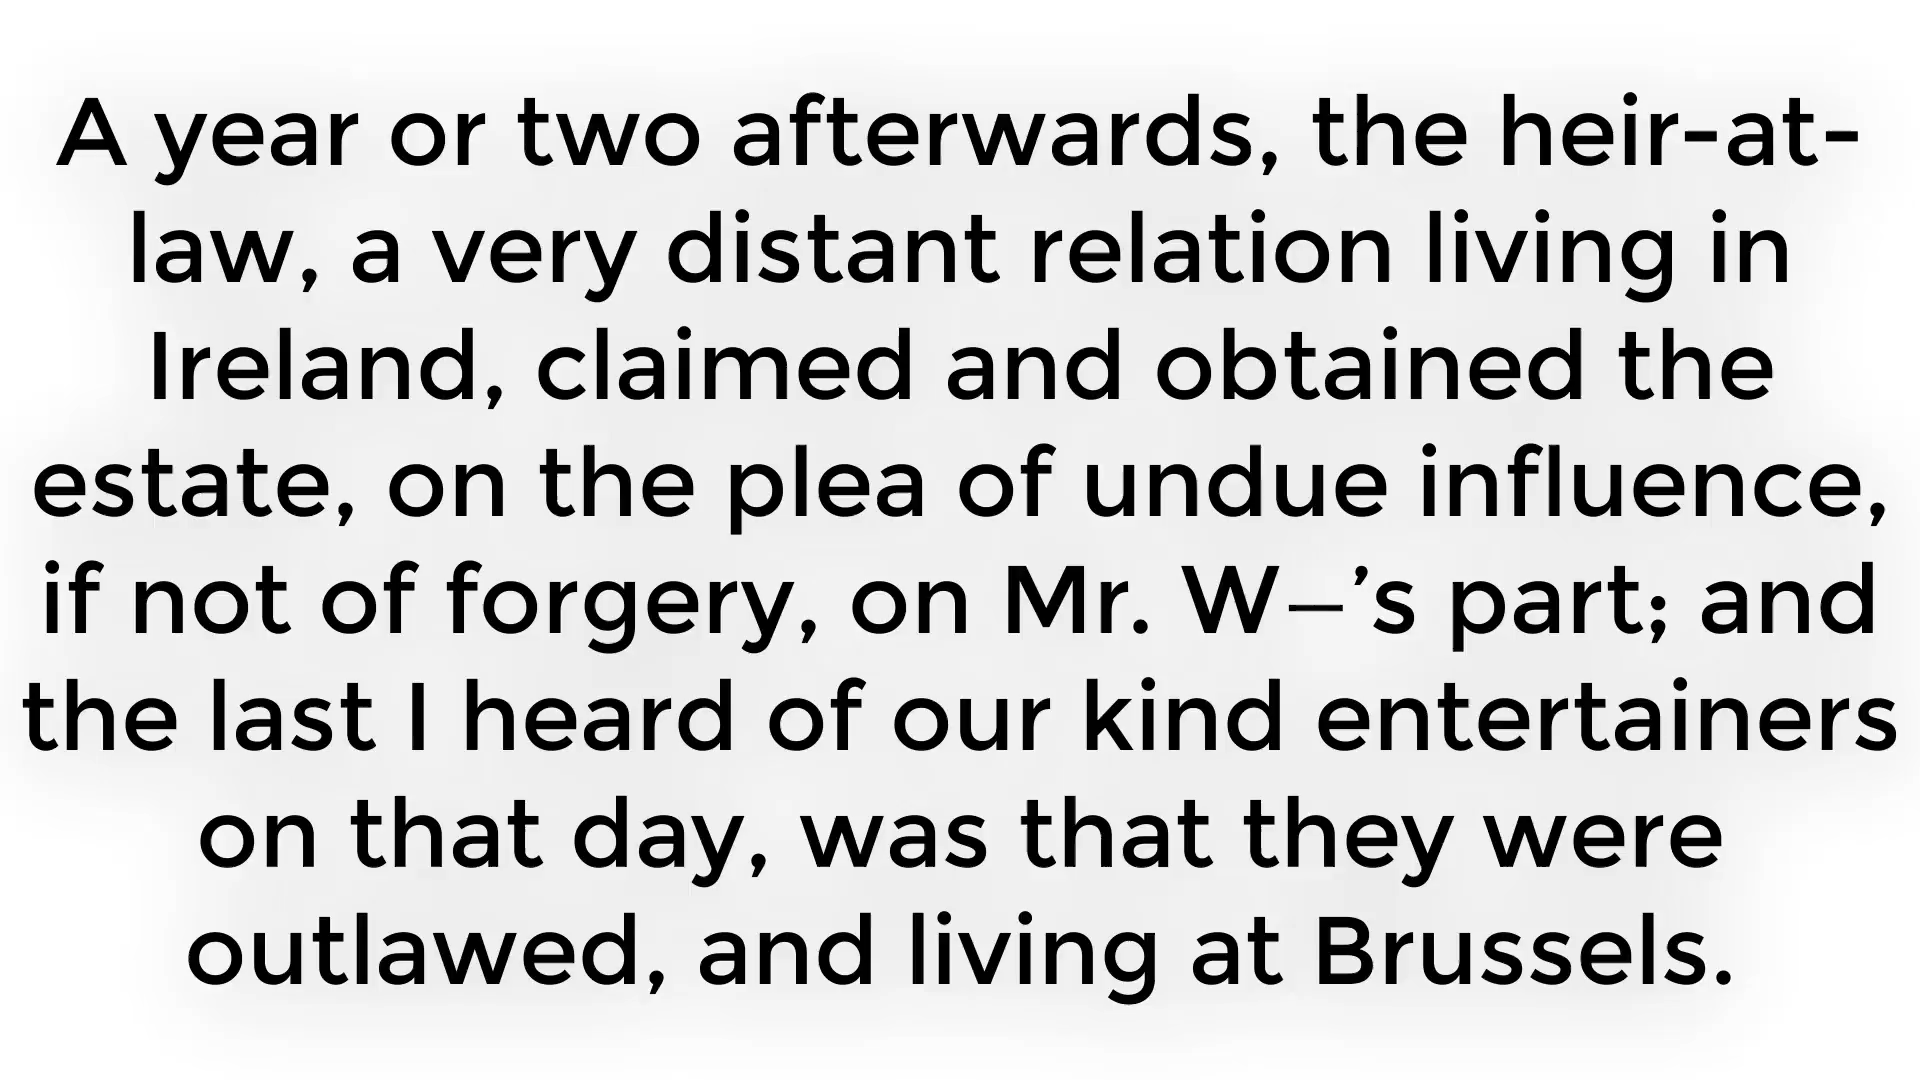 A year or two afterwards, the heir-at-
law, a very distant relation living in
Ireland, claimed and obtained the
estate, on the plea of undue influence,
if not of forgery, on Mr. W—’s part; and
the last I heard of our kind entertainers
on that day, was that they were
outlawed, and living at Brussels.